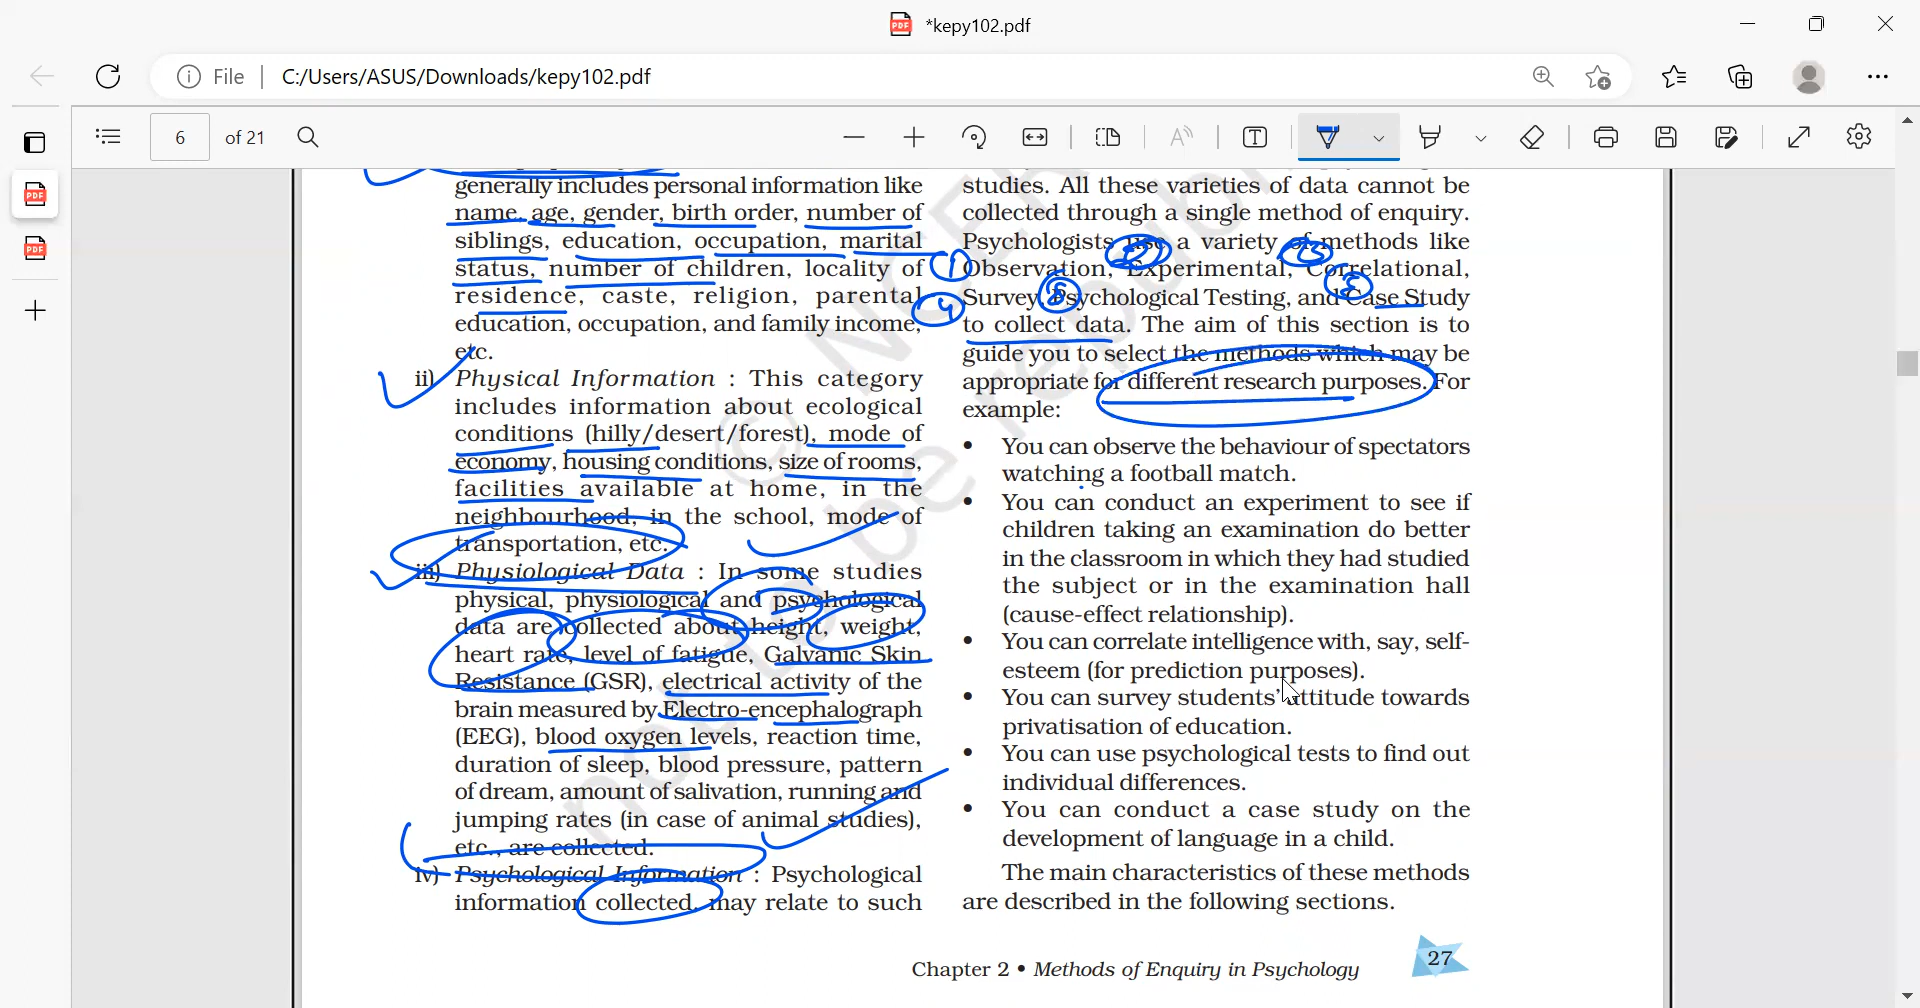 *kepy102.pdf
File
C:/Users/ASUS/Downloads/kepy102.pdf
6 of 21
generally includes personal information like
name, age, gender, birth order, number of
siblings, education, occupation, marital
status, number of children, locality of
residence, caste, religion, parental
education, occupation, and family income,
etc.
ii) Physical Information : This category
includes information about ecological
conditions (hilly/desert/forest), mode of
economy, housing conditions, size of rooms,
facilities available at home, in the
neighbourhood, in the school, mode of
transportation, etc.
iii) Physiological Data : In some studies
physical, physiological and psychological
data are collected about height, weight,
heart rate, level of fatigue, Galvanic Skin
Resistance (GSR), electrical activity of the
brain measured by Electro-encephalograph
(EEG), blood oxygen levels, reaction time,
duration of sleep, blood pressure, pattern
of dream, amount of salivation, running and
jumping rates (in case of animal studies),
etc., are collected.
iv) Psychological Information : Psychological
information collected, may relate to such
studies. All these varieties of data cannot be
collected through a single method of enquiry.
Psychologists use a variety of methods like
Observation, Experimental, Correlational,
Survey, Psychological Testing, and Case Study
to collect data. The aim of this section is to
guide you to select the methods which may be
appropriate for different research purposes. For
example:
• You can observe the behaviour of spectators
watching a football match.
• You can conduct an experiment to see if
children taking an examination do better
in the classroom in which they had studied
the subject or in the examination hall
(cause-effect relationship).
• You can correlate intelligence with, say, self-
esteem (for prediction purposes).
• You can survey students' attitude towards
privatisation of education.
• You can use psychological tests to find out
individual differences.
• You can conduct a case study on the
development of language in a child.
The main characteristics of these methods
are described in the following sections.
Chapter 2 • Methods of Enquiry in Psychology
27